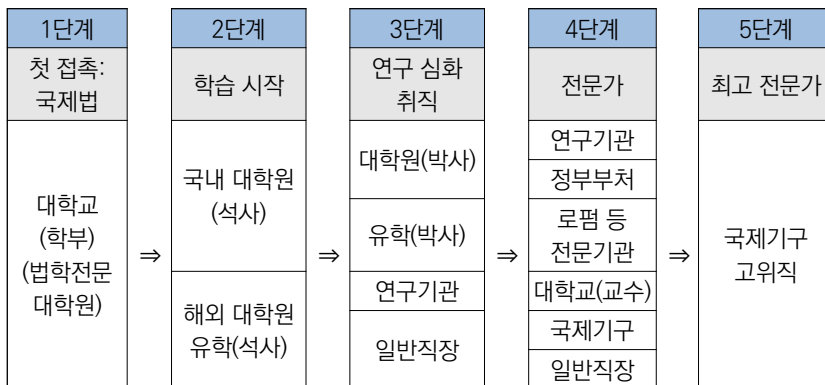 1단계
첫 접촉:
국제법
대학교
(학부)
(법학전문
대학원)
⇒
2단계
학습 시작
국내 대학원
(석사)
해외 대학원
유학(석사)
⇒
3단계
연구 심화
취직
대학원(박사)
유학(박사)
연구기관
일반직장
⇒
4단계
전문가
연구기관
정부부처
로펌 등
전문기관
대학교(교수)
국제기구
일반직장
⇒
5단계
최고 전문가
국제기구
고위직